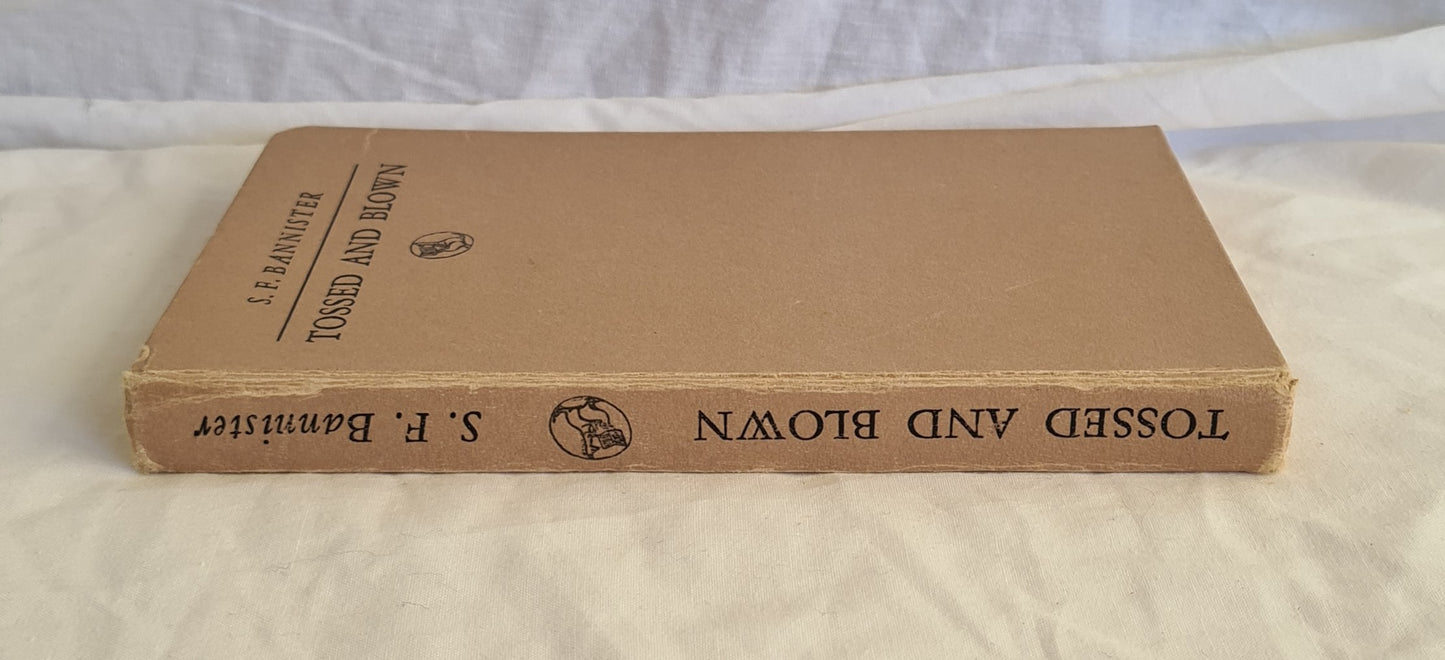 S. F. BANNISTER
TOSSED AND BLOWN
TOSSED AND BLOWN
S. F. Bannister